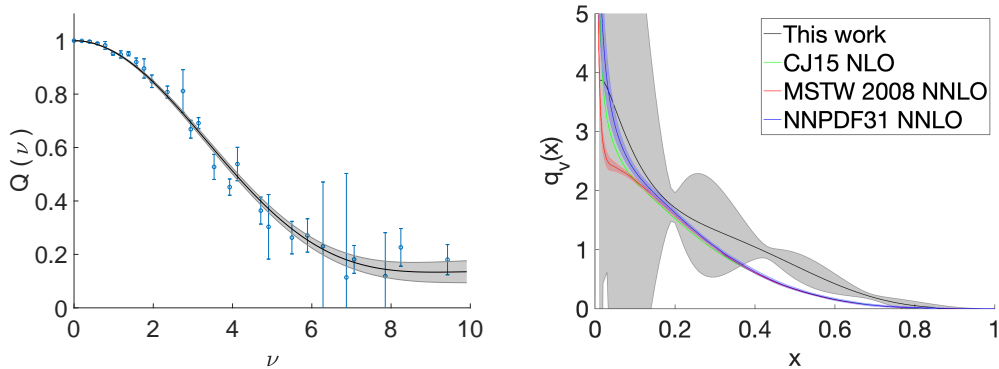 1
0.8
0.6
0.4
0.2
0
0 2 4 6 8 10
Q(ν)
ν
5
4
3
2
1
0
0 0.2 0.4 0.6 0.8 1
q_v(x)
x
This work
CJ15 NLO
MSTW 2008 NNLO
NNPDF31 NNLO